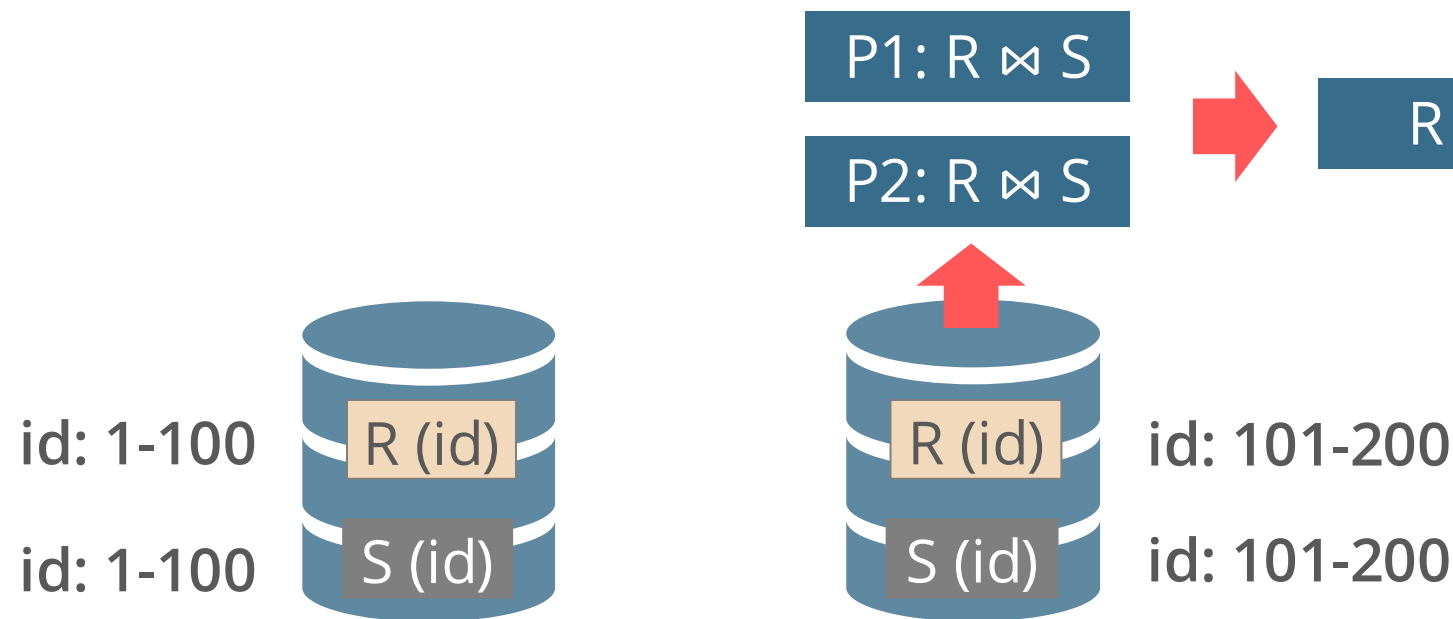 P1: R ⋈ S
R
P2: R ⋈ S
id: 1-100
R (id)
R (id)
id: 101-200
id: 1-100
S (id)
S (id)
id: 101-200